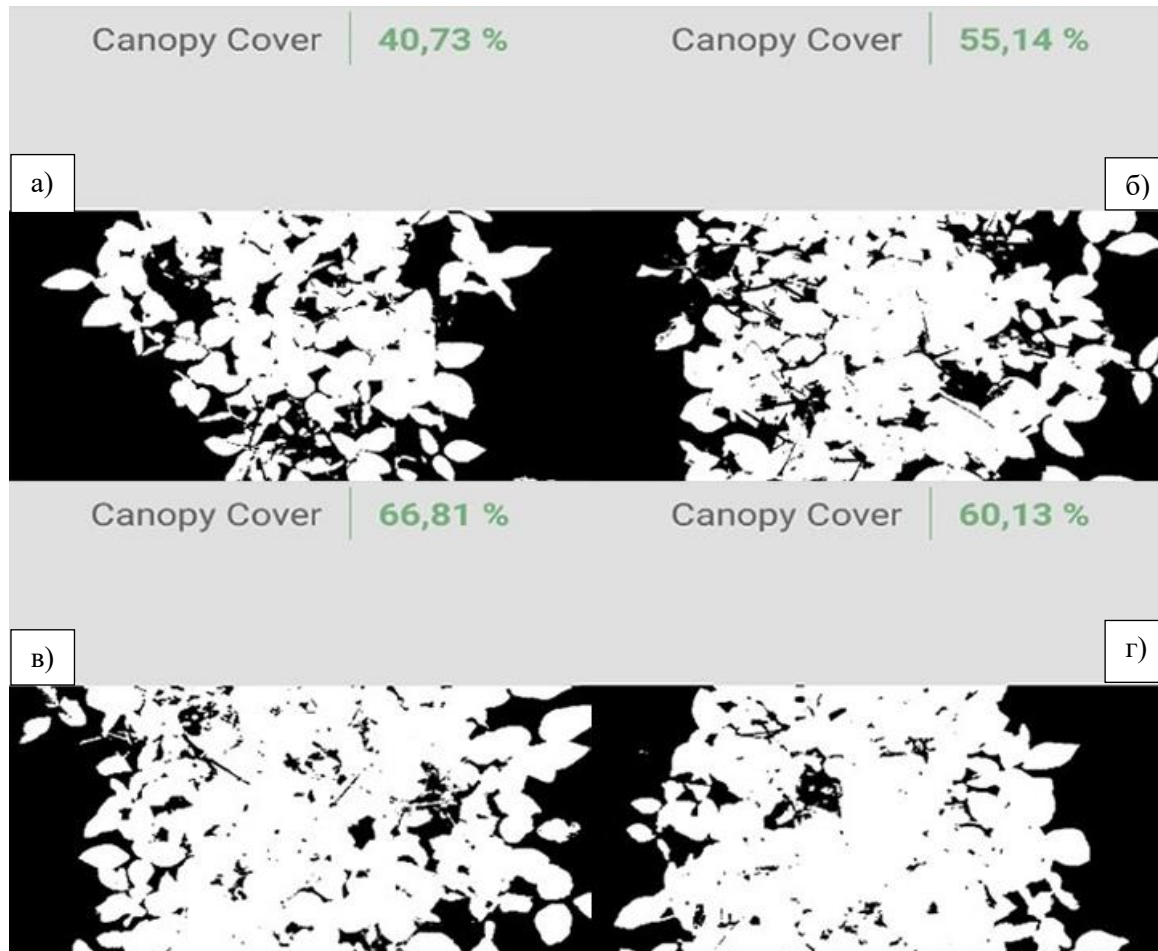 Canopy Cover 40,73 %
Canopy Cover 55,14 %
а)
б)
Canopy Cover 66,81 %
Canopy Cover 60,13 %
в)
г)